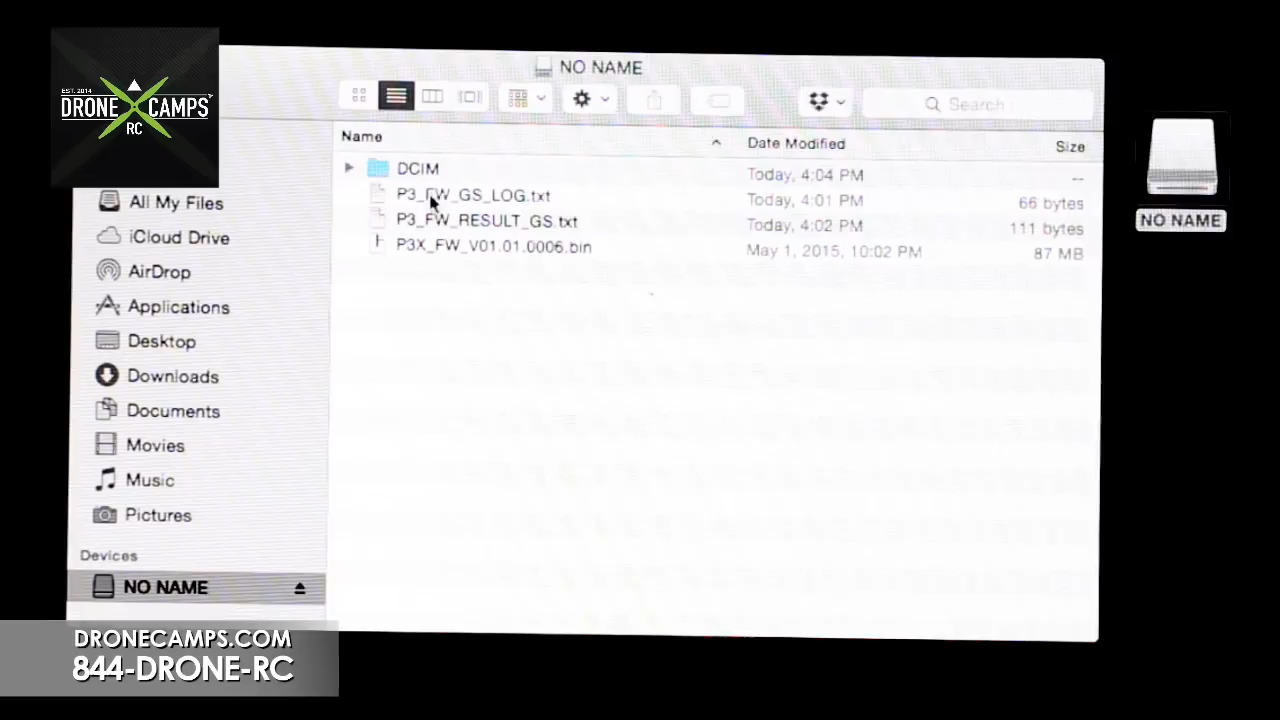 EST. 2014
DRONE CAMPS
RC
NO NAME
Search
Name
Date Modified
Size
DCIM
Today, 4:04 PM
--
P3_FW_GS_LOG.txt
Today, 4:01 PM
66 bytes
P3_FW_RESULT_GS.txt
Today, 4:02 PM
111 bytes
P3X_FW_V01.01.0006.bin
May 1, 2015, 10:02 PM
87 MB
All My Files
iCloud Drive
AirDrop
Applications
Desktop
Downloads
Documents
Movies
Music
Pictures
Devices
NO NAME
NO NAME
DRONECAMPS.COM
844-DRONE-RC